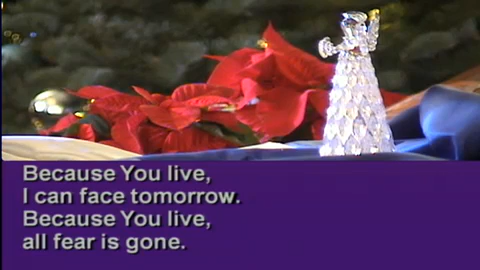 Because You live,
I can face tomorrow.
Because You live,
all fear is gone.